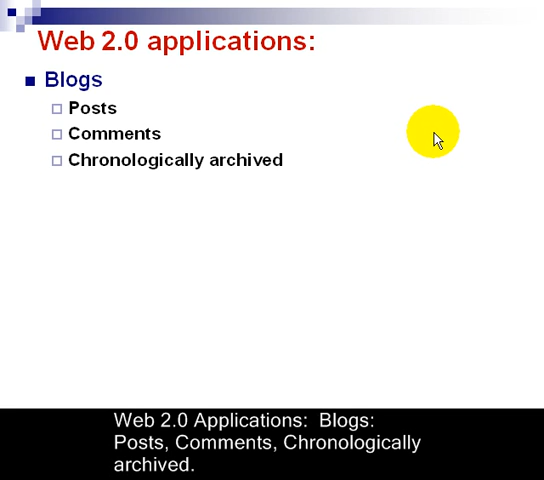 Web 2.0 applications:
Blogs
Posts
Comments
Chronologically archived
Web 2.0 Applications:  Blogs:
Posts, Comments, Chronologically
archived.